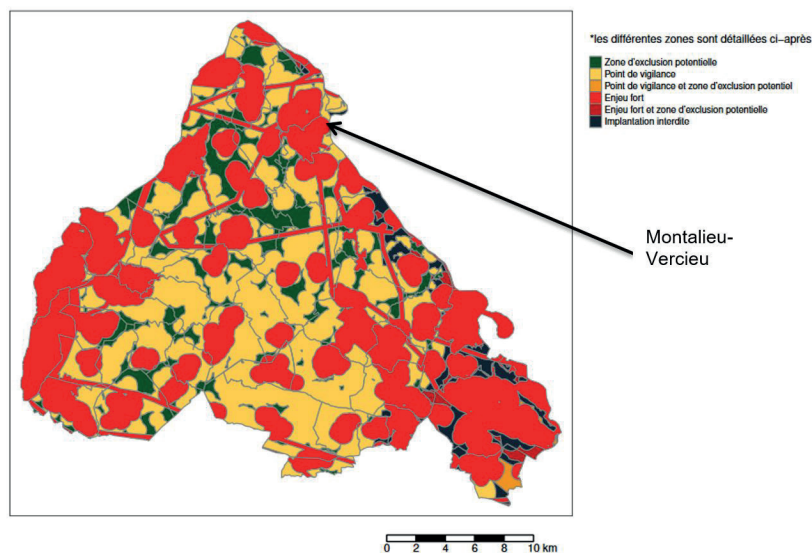 *les différentes zones sont détaillées ci-après
Zone d'exclusion potentielle
Point de vigilance
Point de vigilance et zone d'exclusion potentiel
Enjeu fort
Enjeu fort et zone d'exclusion potentielle
Implantation interdite
Montalieu-
Vercieu
0 2 4 6 8 10 km